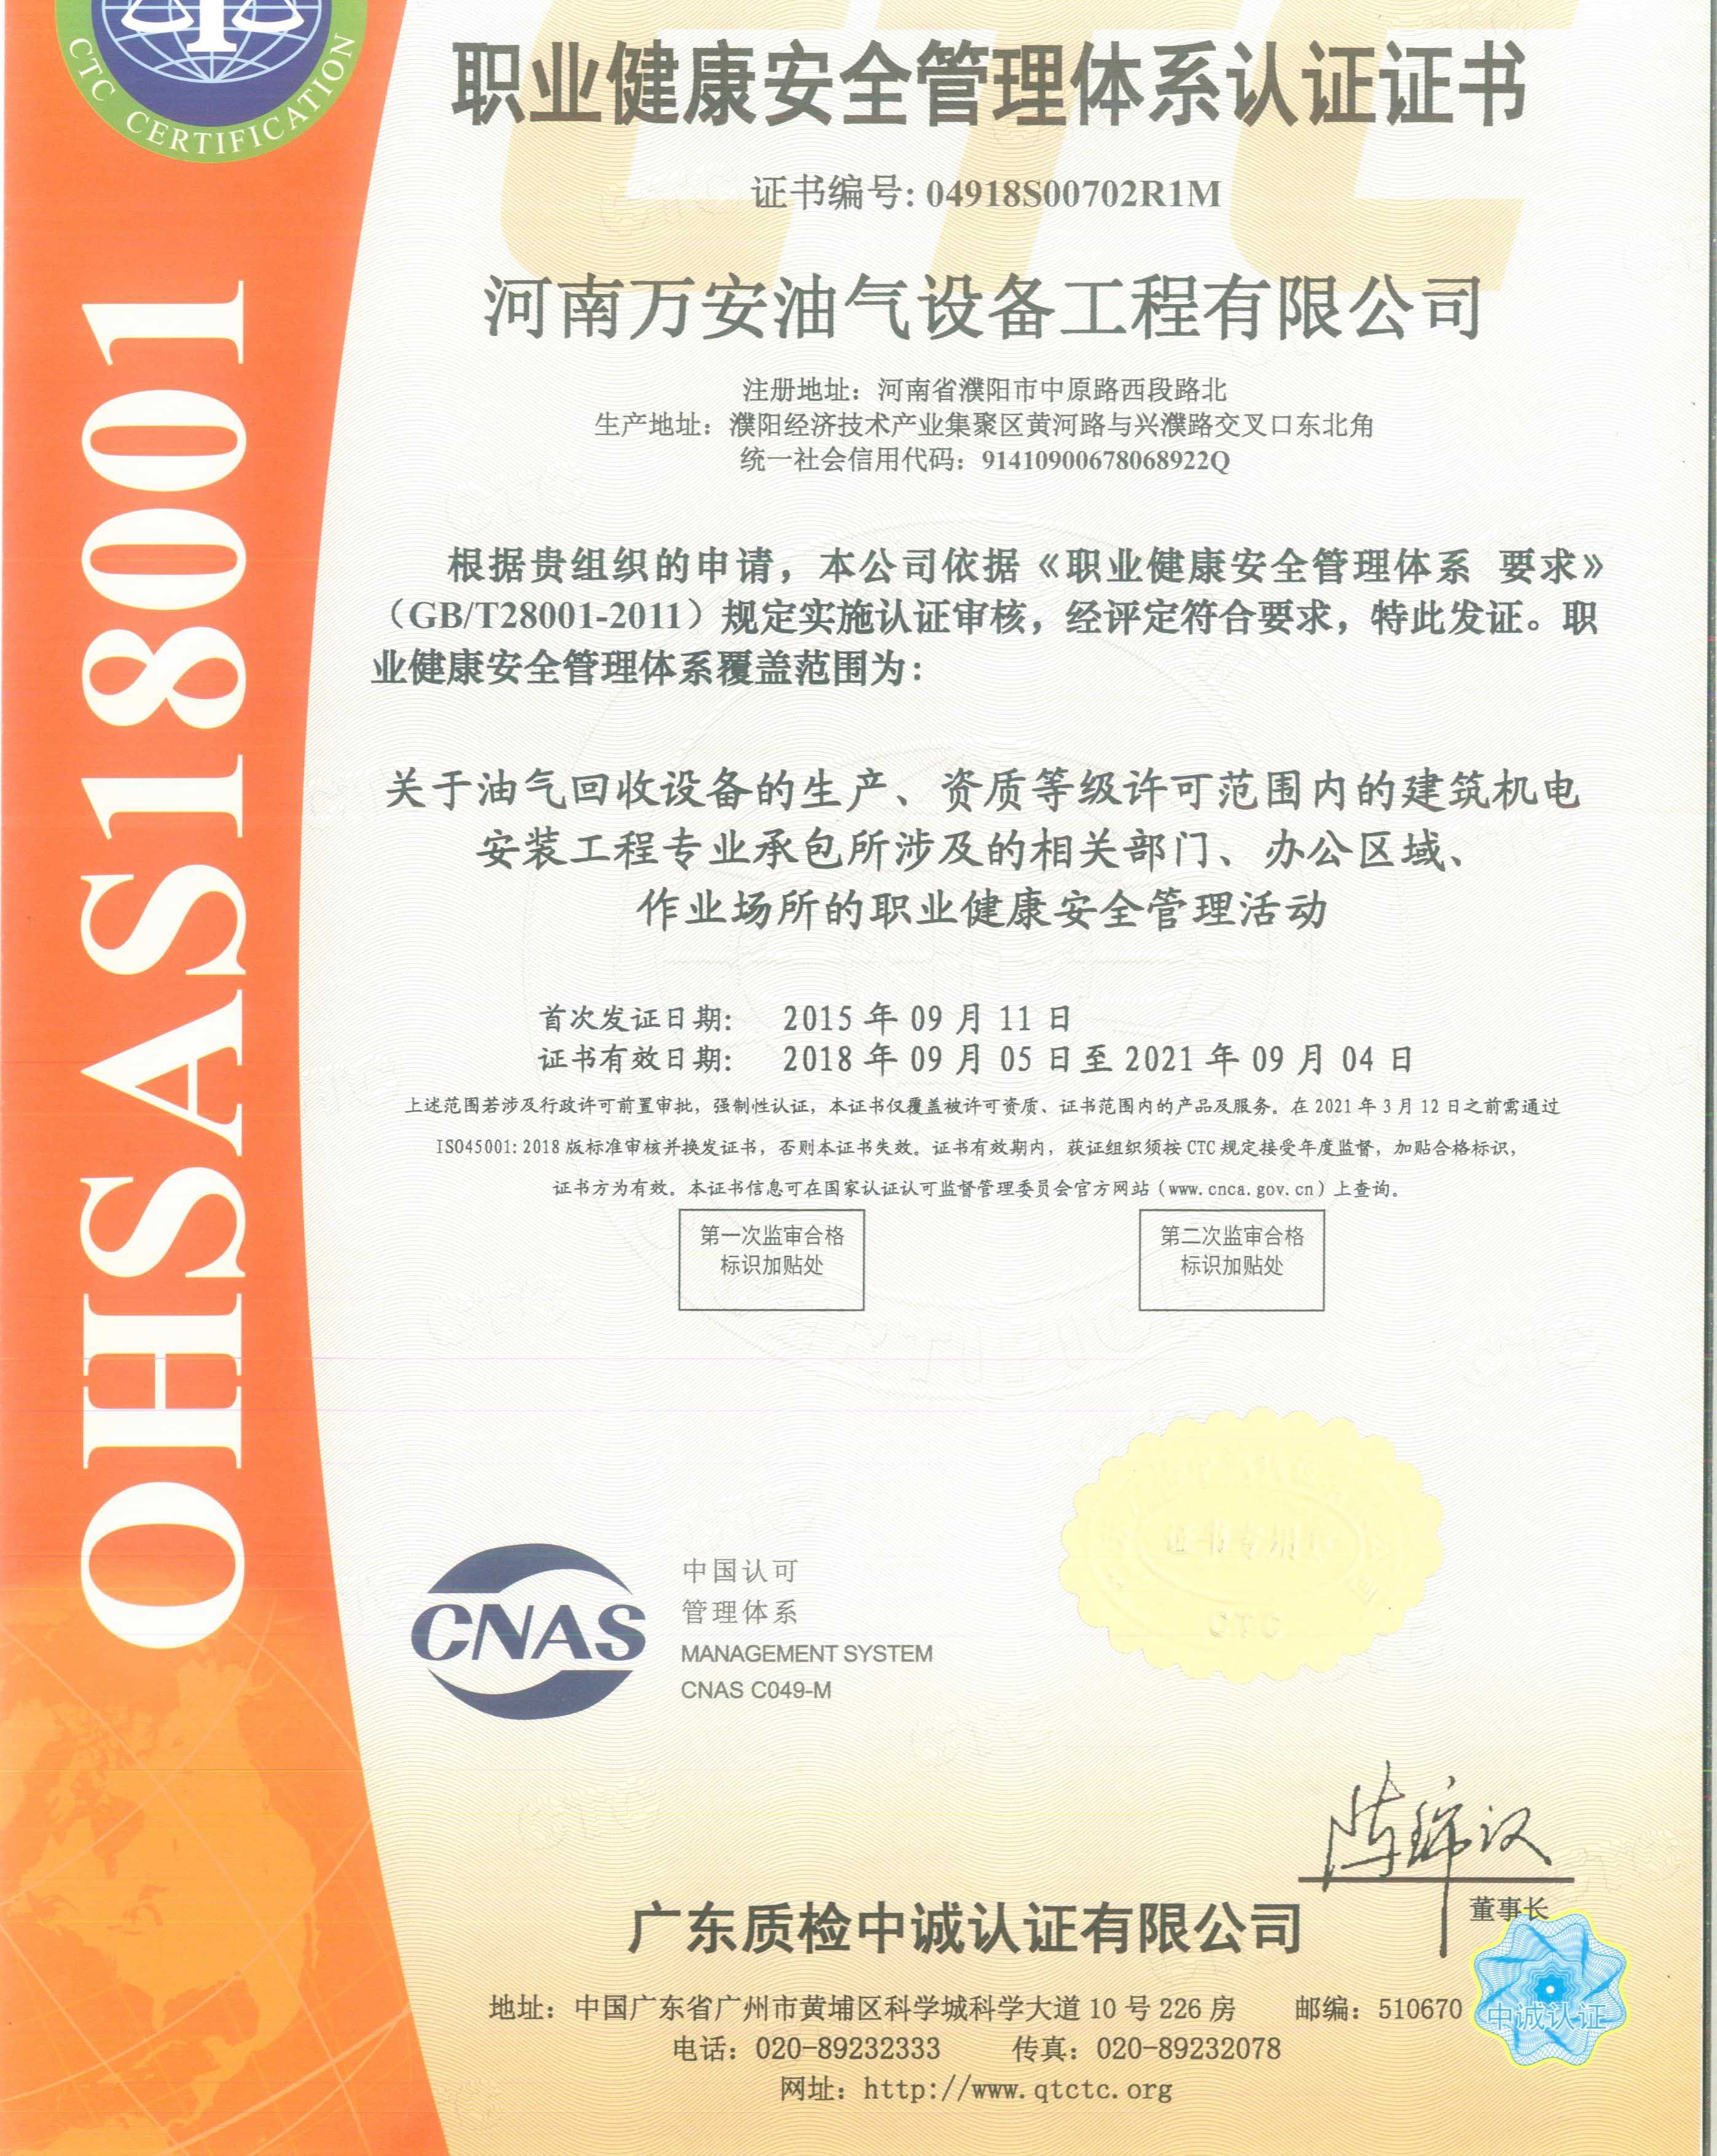 CTC CERTIFICATION
OHSAS18001
职业健康安全管理体系认证证书
证书编号: 04918S00702R1M
河南万安油气设备工程有限公司
注册地址：河南省濮阳市中原路西段路北
生产地址：濮阳经济技术产业集聚区黄河路与兴濮路交叉口东北角
统一社会信用代码：91410900678068922Q
根据贵组织的申请，本公司依据《职业健康安全管理体系 要求》
（GB/T28001-2011）规定实施认证审核，经评定符合要求，特此发证。职
业健康安全管理体系覆盖范围为：
关于油气回收设备的生产、资质等级许可范围内的建筑机电
安装工程专业承包所涉及的相关部门、办公区域、
作业场所的职业健康安全管理活动
首次发证日期： 2015 年 09 月 11 日
证书有效日期： 2018 年 09 月 05 日至 2021 年 09 月 04 日
上述范围若涉及行政许可前置审批，强制性认证，本证书仅覆盖被许可资质、证书范围内的产品及服务。在 2021 年 3 月 12 日之前需通过
ISO45001:2018 版标准审核并换发证书，否则本证书失效。证书有效期内，获证组织须按 CTC 规定接受年度监督，加贴合格标识，
证书方为有效。本证书信息可在国家认证认可监督管理委员会官方网站（www.cnca.gov.cn）上查询。
第一次监审合格
标识加贴处
第二次监审合格
标识加贴处
证书专用
CTC
CNAS
中国认可
管理体系
MANAGEMENT SYSTEM
CNAS C049-M
董事长
广东质检中诚认证有限公司
中诚认证
地址：中国广东省广州市黄埔区科学城科学大道 10 号 226 房 邮编：510670
电话：020-89232333 传真：020-89232078
网址：http://www.qtctc.org